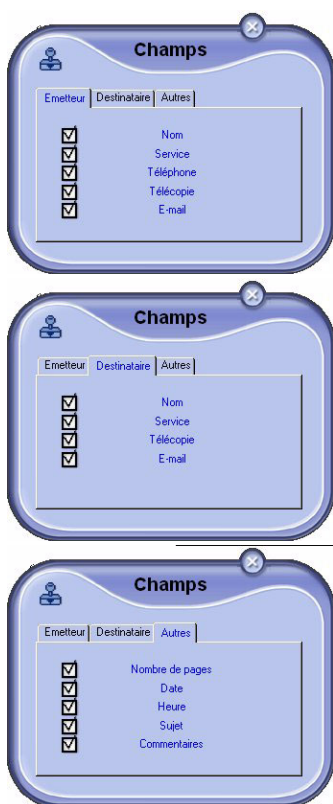 Champs
Emetteur Destinataire Autres
Nom
Service
Téléphone
Télécopie
E-mail
Champs
Emetteur Destinataire Autres
Nom
Service
Télécopie
E-mail
Champs
Emetteur Destinataire Autres
Nombre de pages
Date
Heure
Sujet
Commentaires